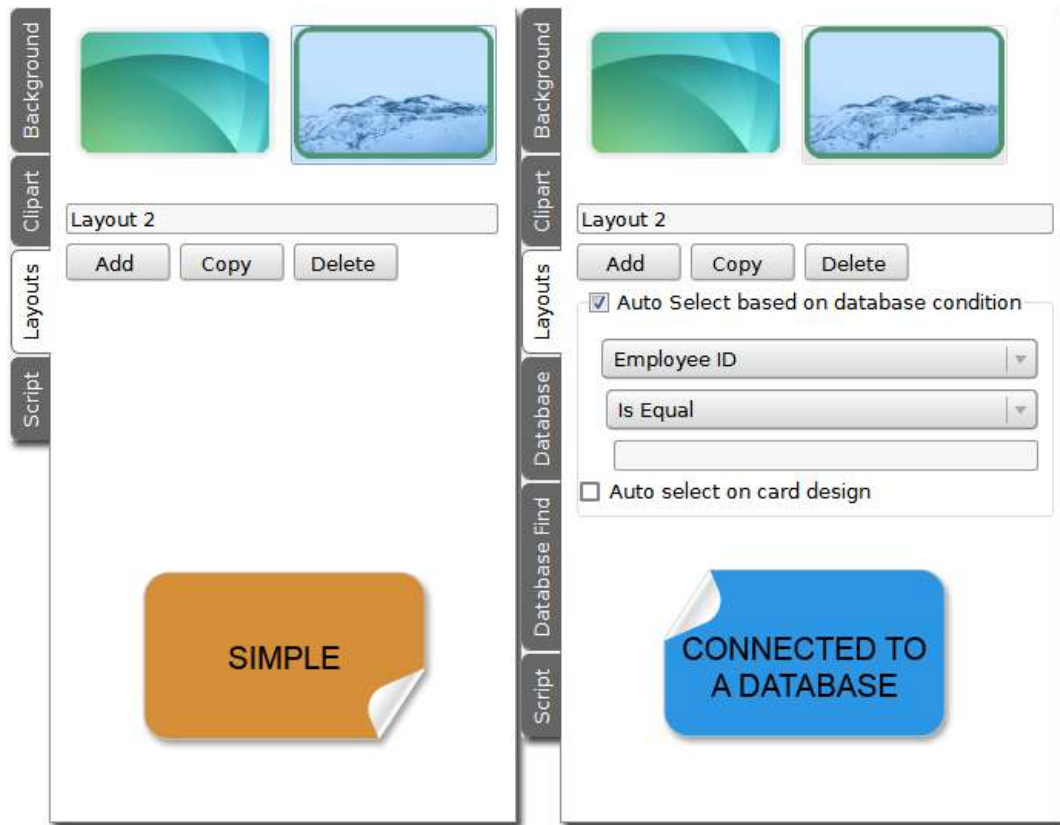 Background
Clipart
Layouts
Script
Layout 2
Add Copy Delete
SIMPLE
Background
Clipart
Layouts
Database
Database Find
Script
Layout 2
Add Copy Delete
Auto Select based on database condition
Employee ID
Is Equal
Auto select on card design
CONNECTED TO
A DATABASE